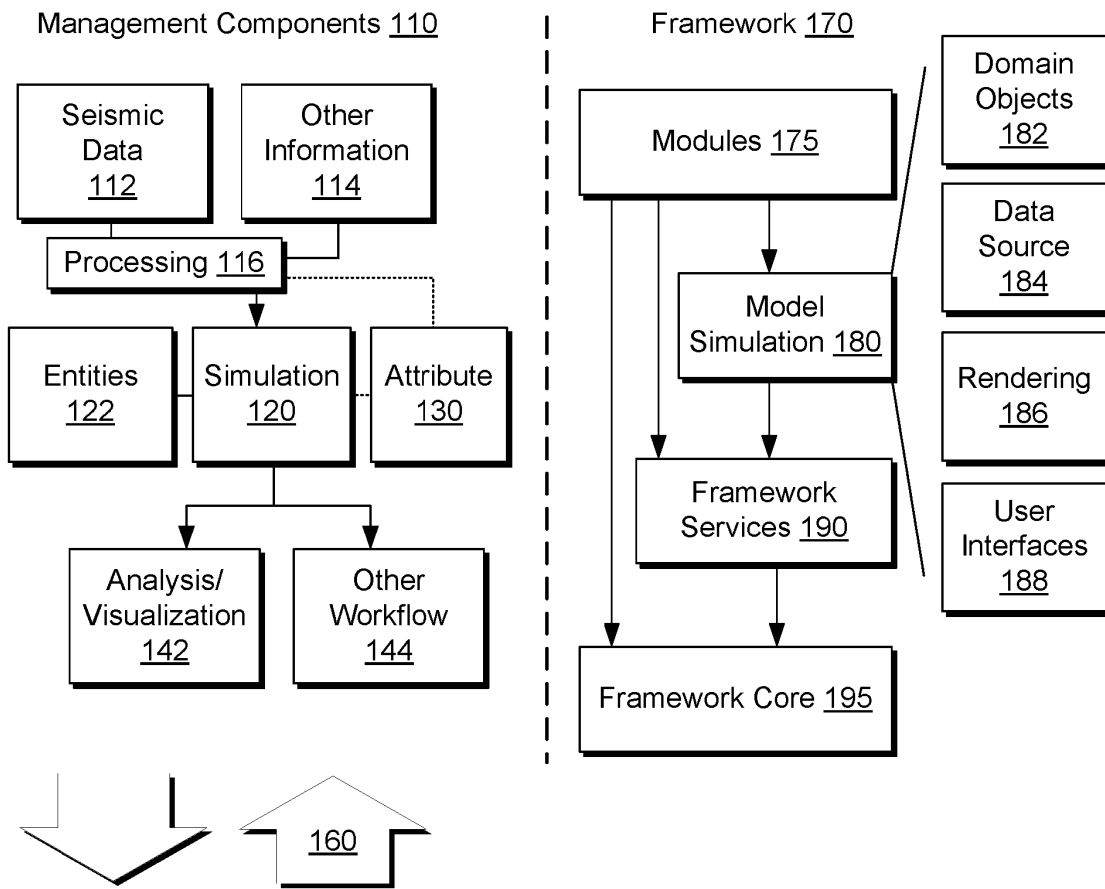 Management Components 110
Seismic
Data
112
Other
Information
114
Processing 116
Entities
122
Simulation
120
Attribute
130
Analysis/
Visualization
142
Other
Workflow
144
160
Framework 170
Modules 175
Model
Simulation 180
Framework
Services 190
Framework Core 195
Domain
Objects
182
Data
Source
184
Rendering
186
User
Interfaces
188